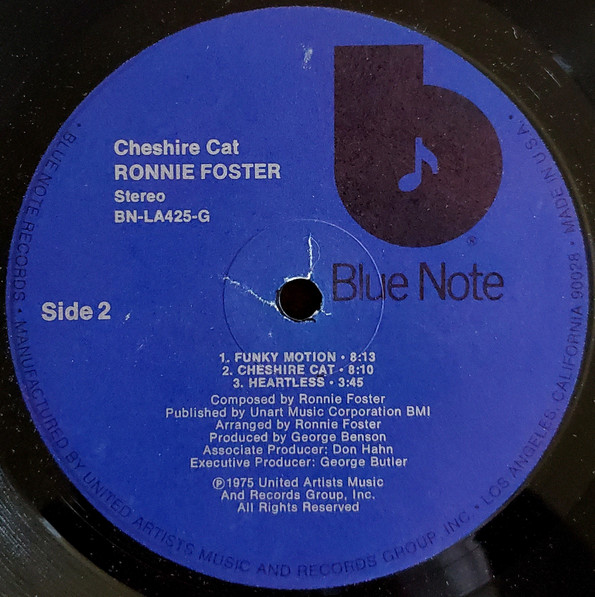 Cheshire Cat
RONNIE FOSTER
Stereo
BN-LA425-G
®
Blue Note
Side 2
1. FUNKY MOTION • 8:13
2. CHESHIRE CAT • 8:10
3. HEARTLESS • 3:45
Composed by Ronnie Foster
Published by Unart Music Corporation BMI
Arranged by Ronnie Foster
Produced by George Benson
Associate Producer: Don Hahn
Executive Producer: George Butler
℗1975 United Artists Music
And Records Group, Inc.
All Rights Reserved
• BLUE NOTE RECORDS • MANUFACTURED BY UNITED ARTISTS MUSIC AND RECORDS GROUP, INC • LOS ANGELES, CALIFORNIA 90028 • MADE IN U.S.A. •